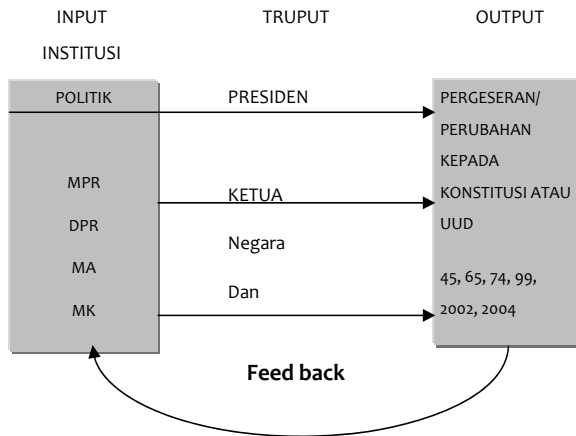 INPUT
INSTITUSI
POLITIK
MPR
DPR
MA
MK
TRUPUT
PRESIDEN
KETUA
Negara
Dan
OUTPUT
PERGESERAN/
PERUBAHAN
KEPADA
KONSTITUSI ATAU
UUD
45, 65, 74, 99,
2002, 2004
Feed back